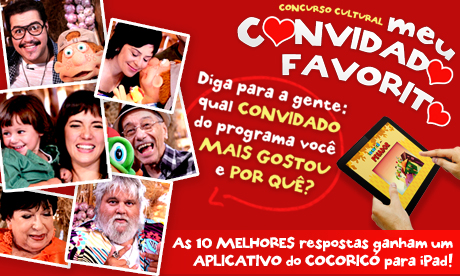 CONCURSO CULTURAL
meu
CONVIDADO
FAVORITO
Diga para a gente:
qual CONVIDADO
do programa você
MAIS GOSTOU
e POR QUÊ?
As 10 MELHORES respostas ganham um
APLICATIVO do COCORICÓ para iPad!